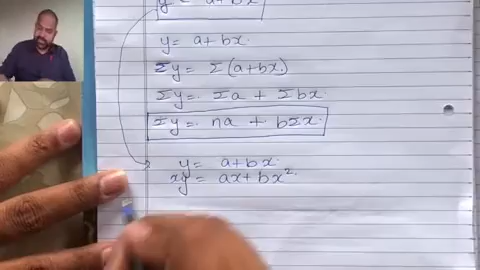 y = a + bx
y = a + bx.
Σy = Σ(a+bx)
Σy = Σa + Σbx
Σy = na + bΣx.
y = a + bx.
xy = ax + bx².